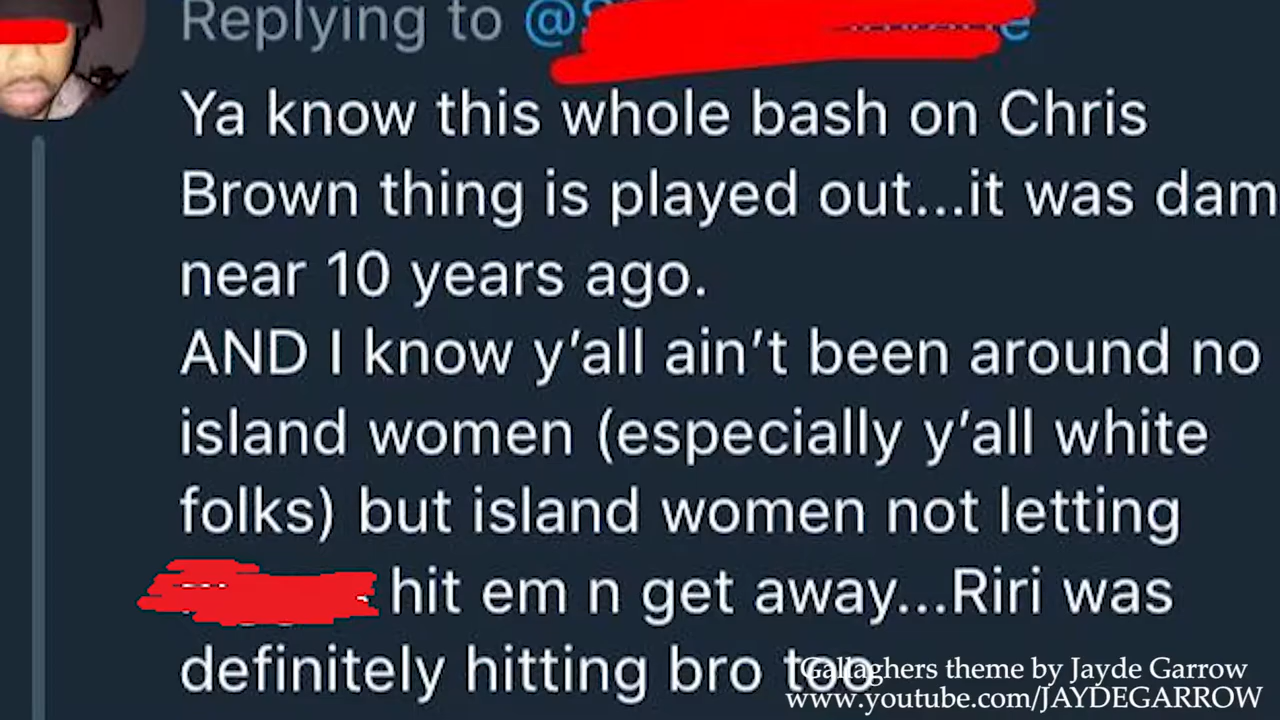 Replying to @
Ya know this whole bash on Chris
Brown thing is played out...it was dam
near 10 years ago.
AND I know y'all ain't been around no
island women (especially y'all white
folks) but island women not letting
hit em n get away...Riri was
definitely hitting bro too
Gallaghers theme by Jayde Garrow
www.youtube.com/JAYDEGARROW